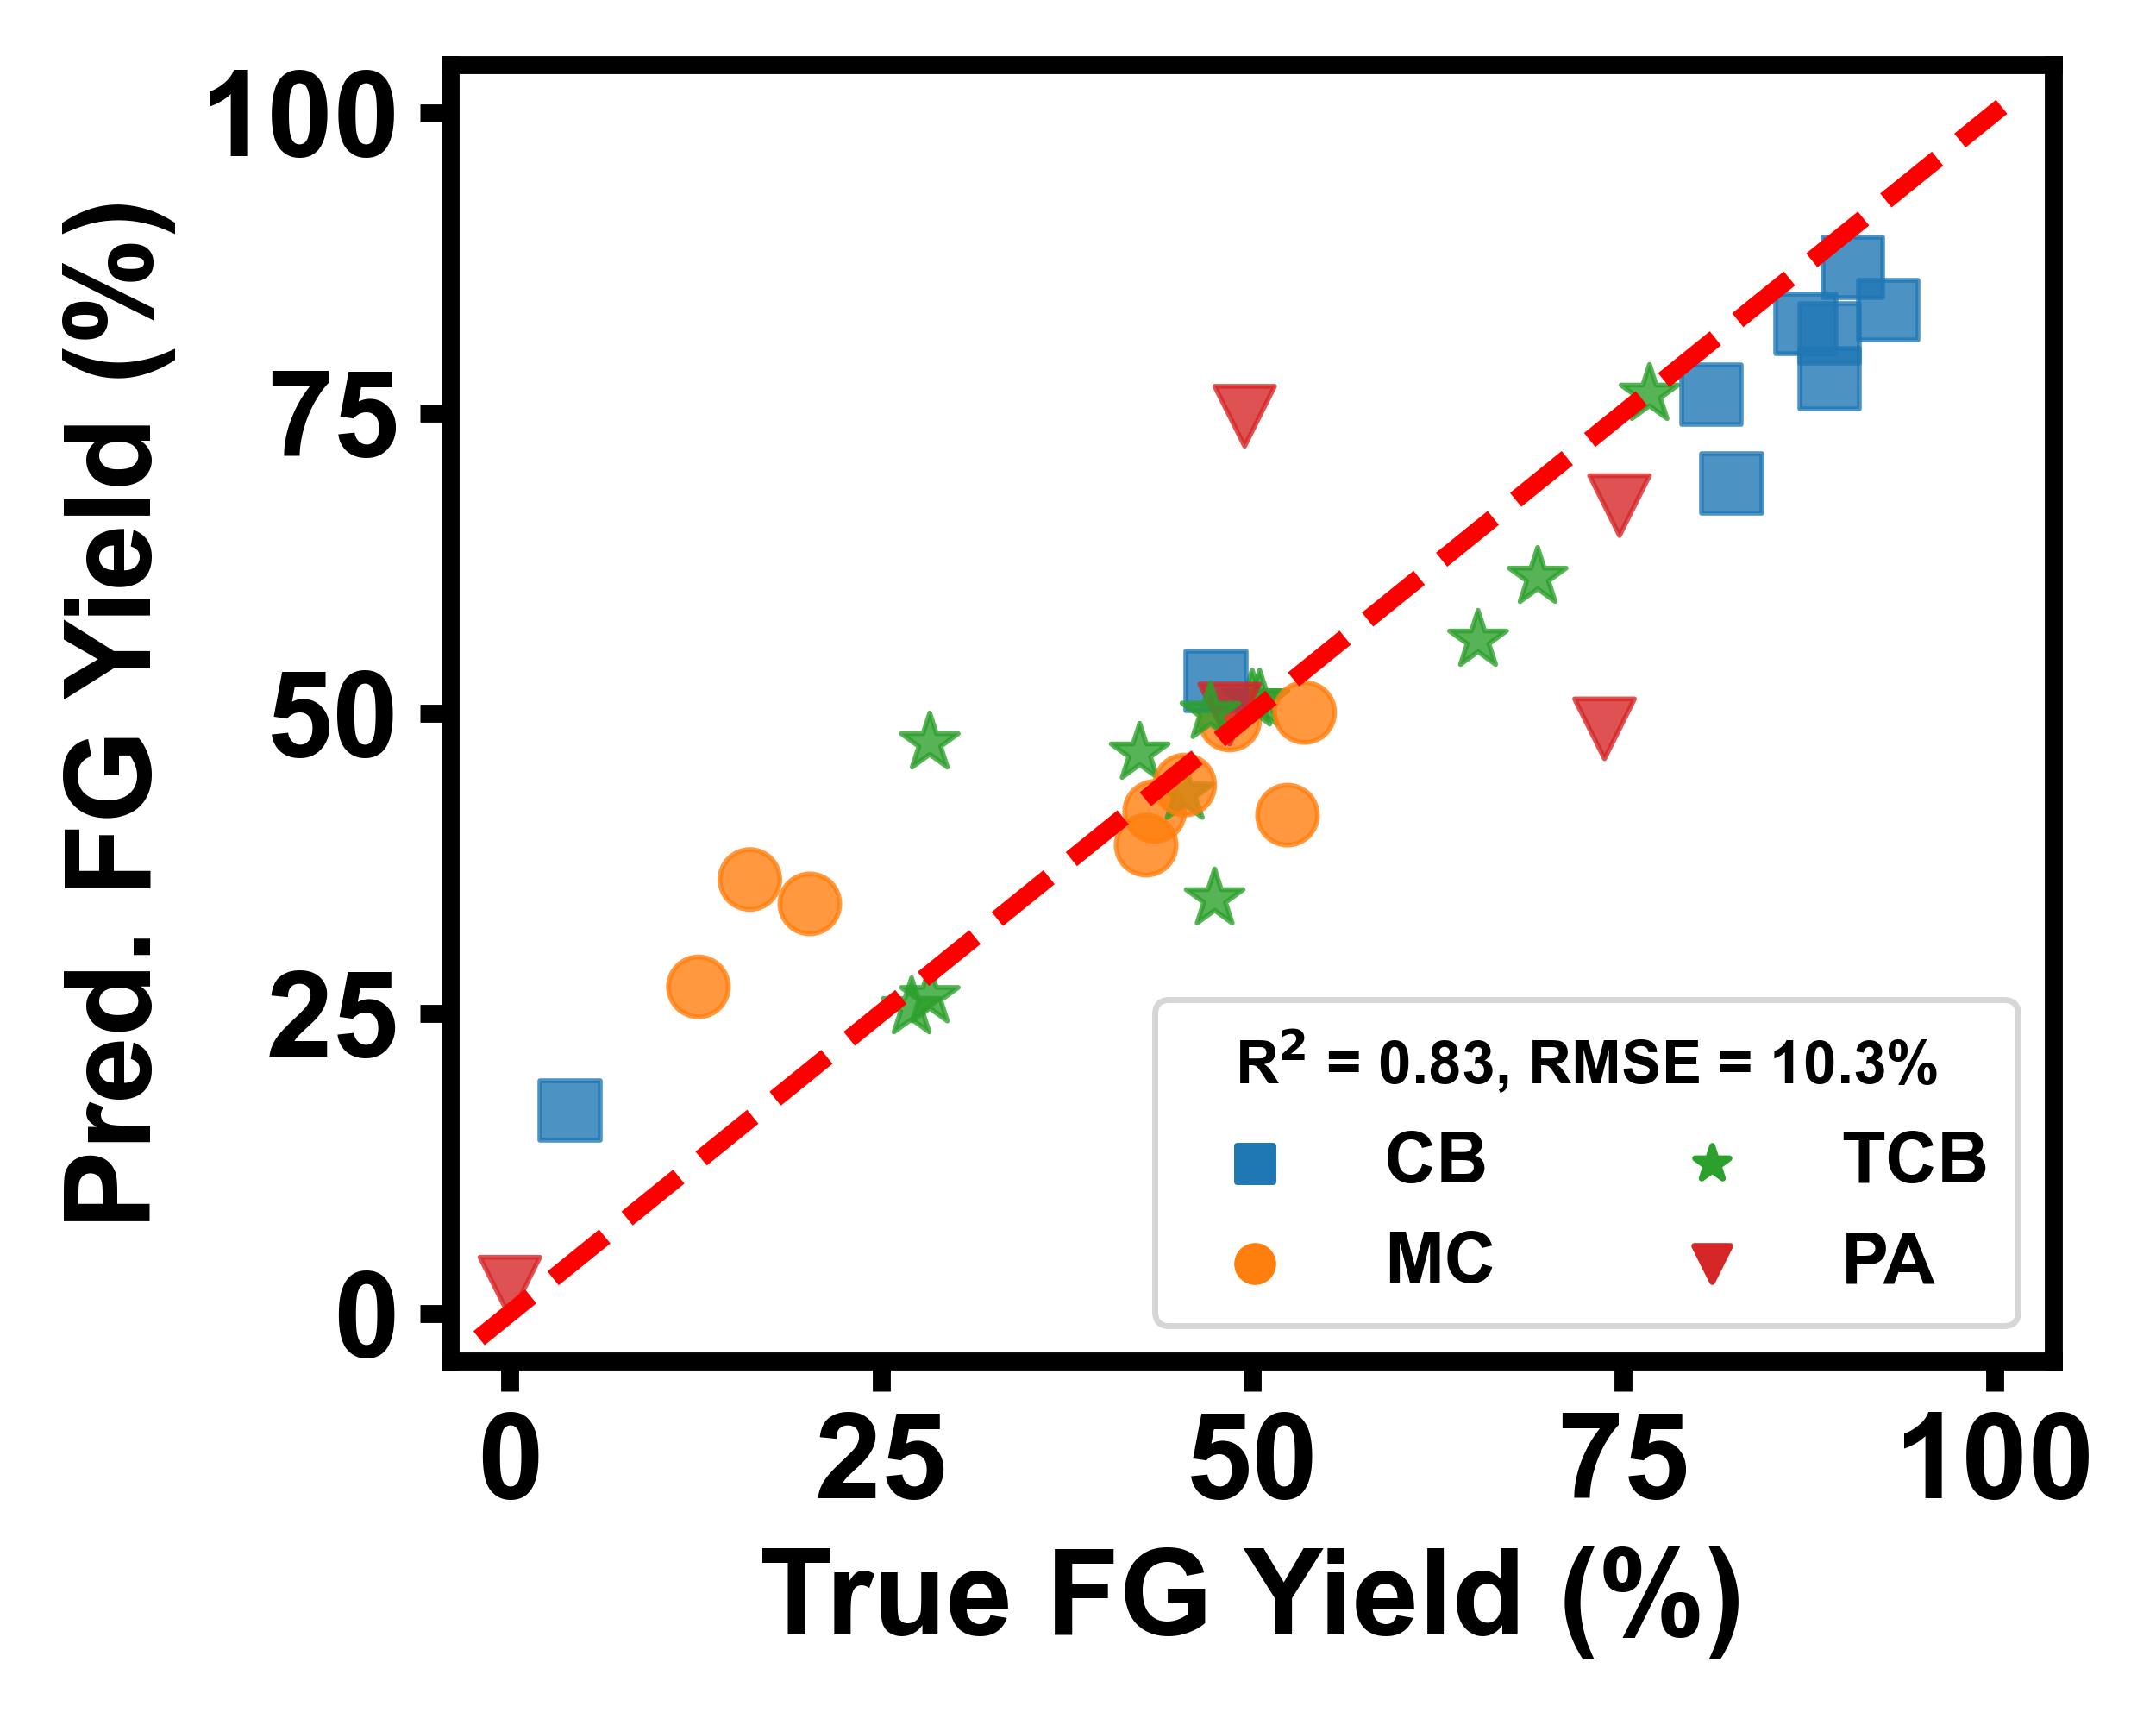 100
75
50
25
0
Pred. FG Yield (%)
R² = 0.83, RMSE = 10.3%
CB TCB
MC PA
0 25 50 75 100
True FG Yield (%)